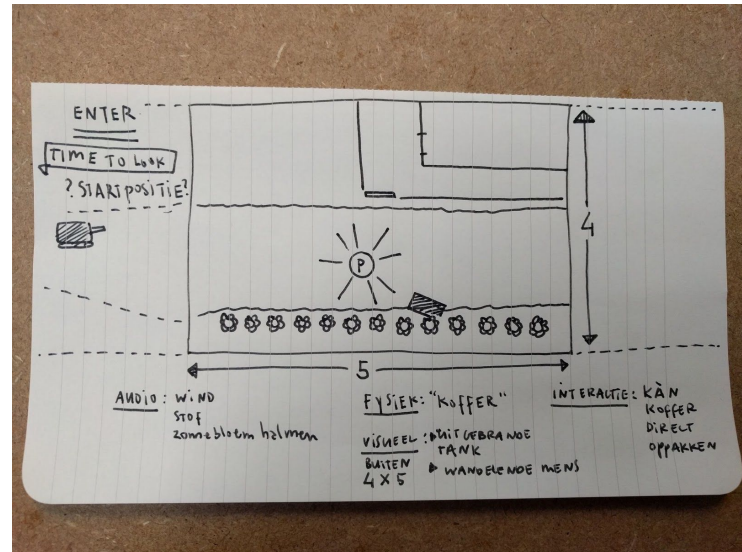 ENTER
TIME TO LOOK
? STARTPOSITIE?
P
4
5
AUDIO: WIND
STOF
zonnebloem halmen
FYSIEK: "KOFFER"
VISUEEL: ▶ UITGEBRANDE
TANK
BUITEN
4 X 5 ▶ WANDELENDE MENS
INTERACTIE: KÀN
KOFFER
DIRECT
OPPAKKEN